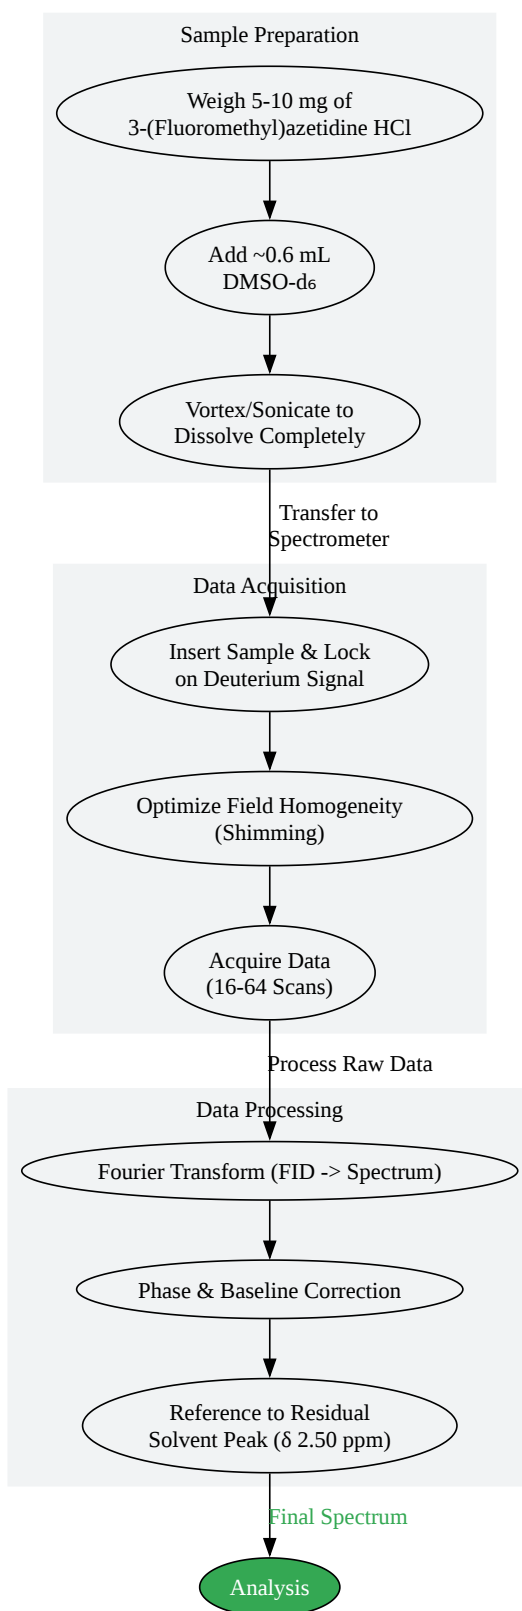 Sample Preparation
Weigh 5-10 mg of
3-(Fluoromethyl)azetidine HCl
Add ~0.6 mL
DMSO-d₆
Vortex/Sonicate to
Dissolve Completely
Transfer to
Spectrometer
Data Acquisition
Insert Sample & Lock
on Deuterium Signal
Optimize Field Homogeneity
(Shimming)
Acquire Data
(16-64 Scans)
Process Raw Data
Data Processing
Fourier Transform (FID -> Spectrum)
Phase & Baseline Correction
Reference to Residual
Solvent Peak (δ 2.50 ppm)
Final Spectrum
Analysis